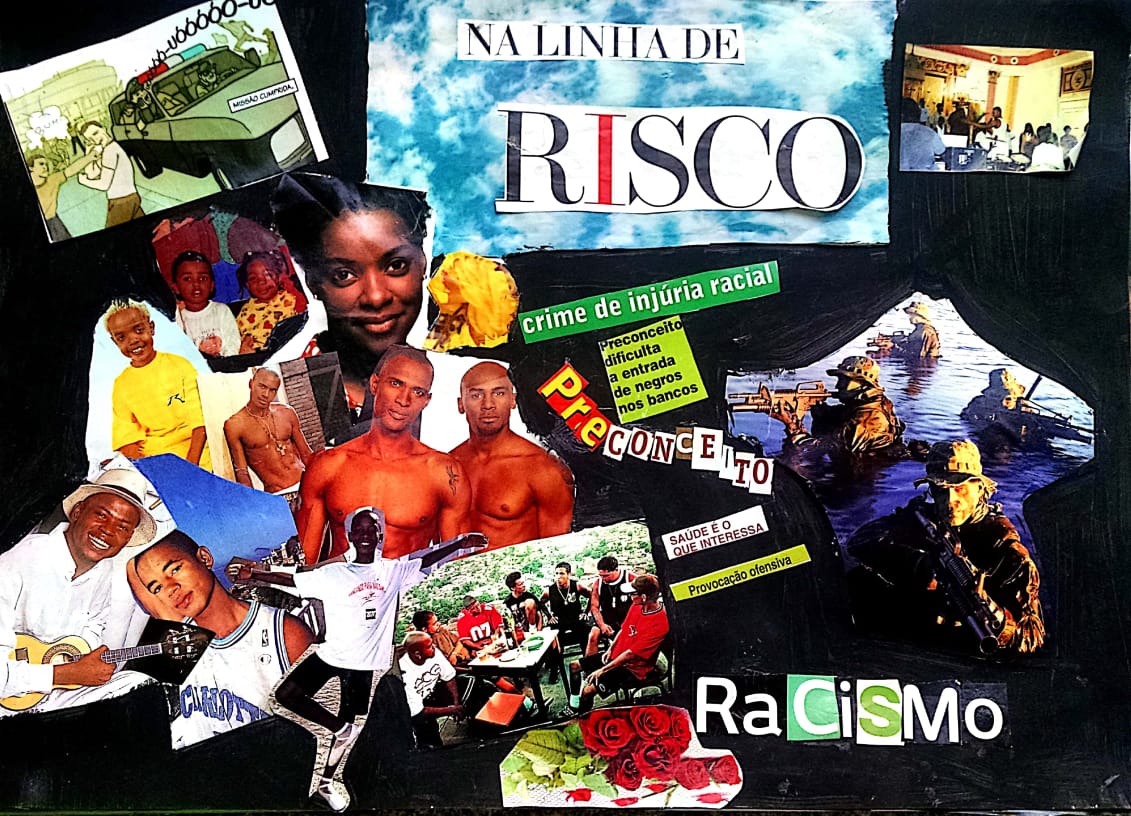 NA LINHA DE
RISCO
MISSÃO CUMPRIDA.
crime de injúria racial
Preconceito
dificulta
a entrada
de negros
nos bancos
PreCONCEITO
SAÚDE É O
QUE INTERESSA
Provocação ofensiva
07
RaCiSMo